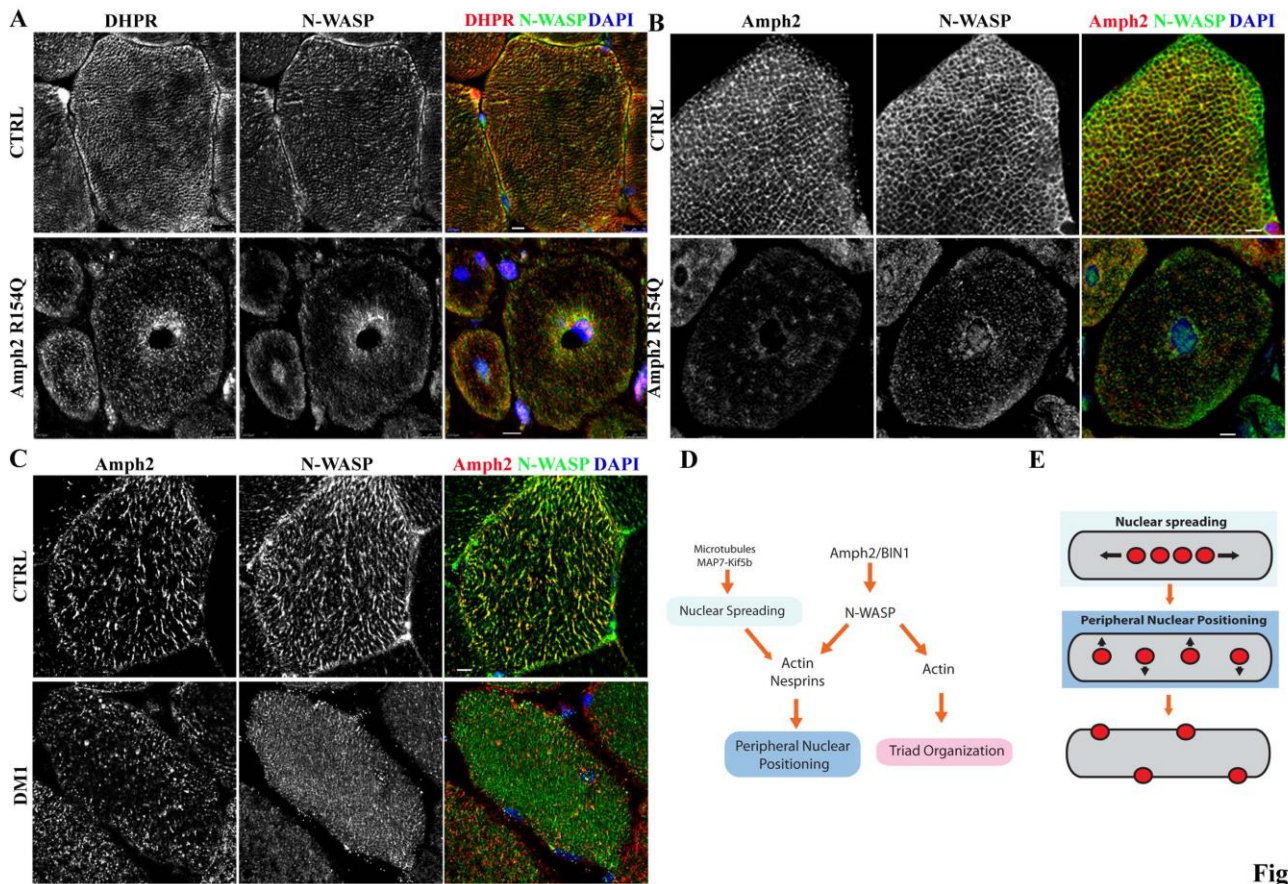 A
DHPR
N-WASP
DHPR N-WASP DAPI
CTRL
Amph2 R154Q
B
Amph2
N-WASP
Amph2 N-WASP DAPI
CTRL
Amph2 R154Q
C
Amph2
N-WASP
Amph2 N-WASP DAPI
CTRL
DM1
D
Microtubules
MAP7-Kif5b
Amph2/BIN1
Nuclear Spreading
N-WASP
Actin
Nesprins
Actin
Peripheral Nuclear
Positioning
Triad Organization
E
Nuclear spreading
Peripheral Nuclear Positioning
Fig